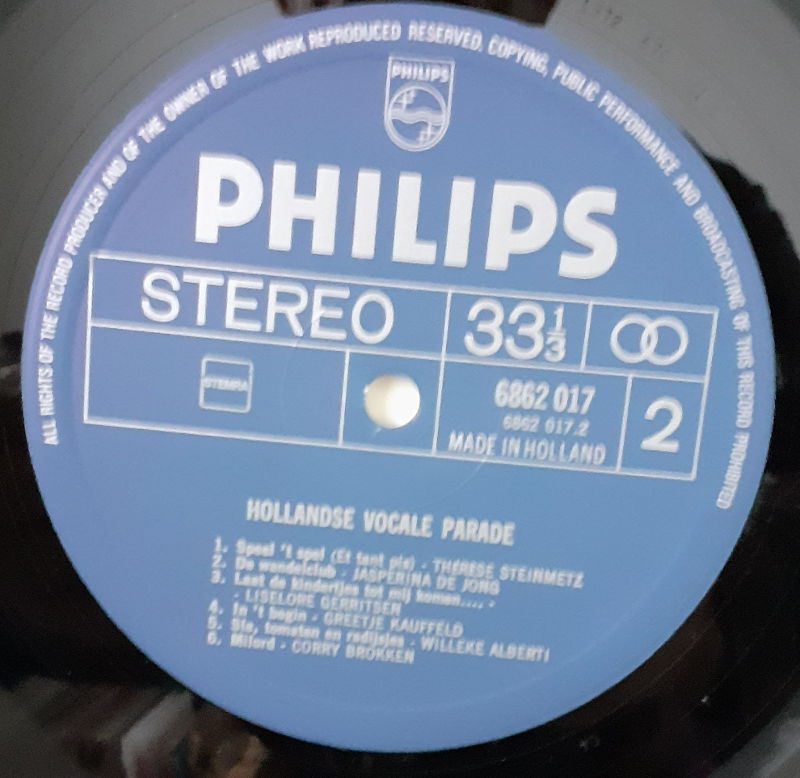 ALL RIGHTS OF THE RECORD PRODUCER AND OF THE OWNER OF THE WORK REPRODUCED RESERVED. COPYING, PUBLIC PERFORMANCE AND BROADCASTING OF THIS RECORD PROHIBITED
PHILIPS
PHILIPS
STEREO 33 1/3
STEMRA
6862 017
6862 017.2
MADE IN HOLLAND
2
HOLLANDSE VOCALE PARADE
1. Speel 't spel (Et tant pis) - THÉRÈSE STEINMETZ
2. De wandelclub - JASPERINA DE JONG
3. Laat de kindertjes tot mij komen.... -
- LISELORE GERRITSEN
4. In 't begin - GREETJE KAUFFELD
5. Sla, tomaten en radijsjes - WILLEKE ALBERTI
6. Milord - CORRY BROKKEN